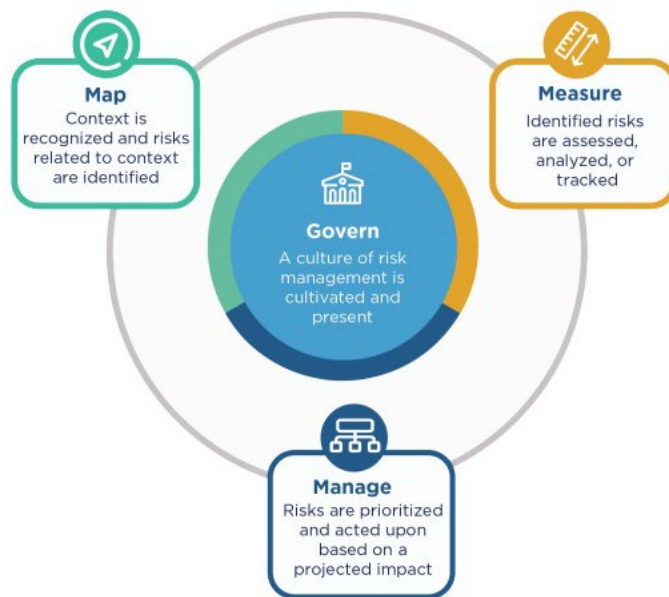 Map
Context is
recognized and risks
related to context
are identified
Measure
Identified risks
are assessed,
analyzed, or
tracked
Govern
A culture of risk
management is
cultivated and
present
Manage
Risks are prioritized
and acted upon
based on a
projected impact